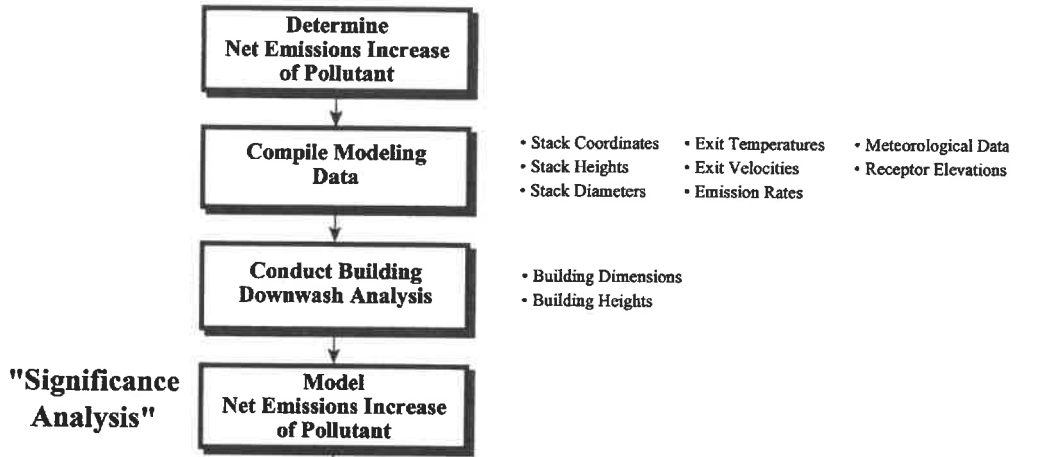 Determine
Net Emissions Increase
of Pollutant
Compile Modeling
Data
• Stack Coordinates
• Stack Heights
• Stack Diameters
• Exit Temperatures
• Exit Velocities
• Emission Rates
• Meteorological Data
• Receptor Elevations
Conduct Building
Downwash Analysis
• Building Dimensions
• Building Heights
"Significance
Analysis"
Model
Net Emissions Increase
of Pollutant